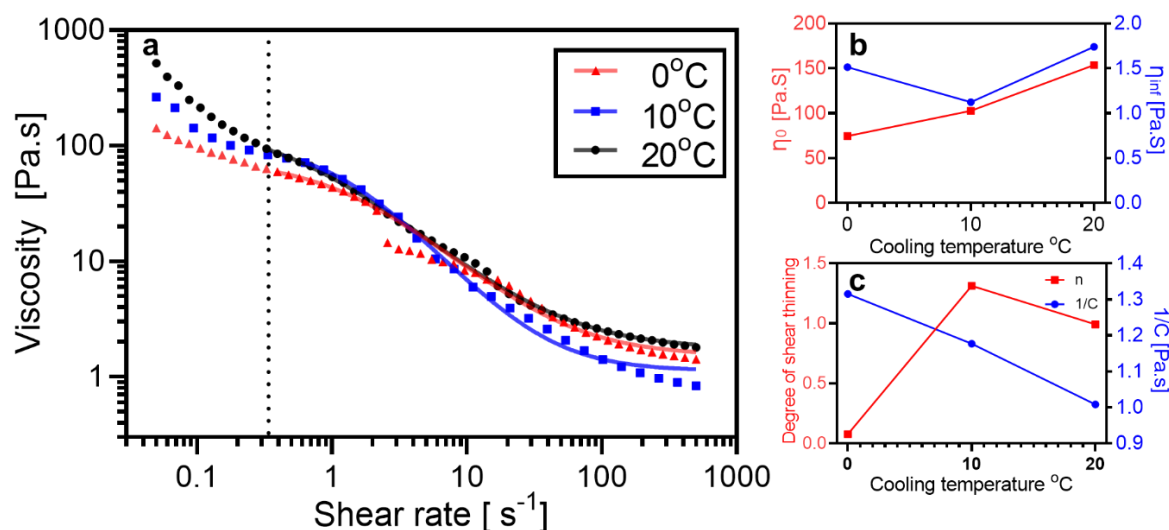 a
1000
100
10
1
Viscosity [Pa.s]
0.1
1
10
100
1000
Shear rate [ s⁻¹]
0°C
10°C
20°C
b
200
150
100
50
0
η0 [Pa.S]
2.0
1.5
1.0
0.5
0.0
ηinf [Pa.S]
0
10
20
Cooling temperature °C
c
1.5
1.0
0.5
0.0
Degree of shear thinning
n
1/C
1.4
1.3
1.2
1.1
1.0
0.9
1/C [Pa.s]
0
10
20
Cooling temperature °C